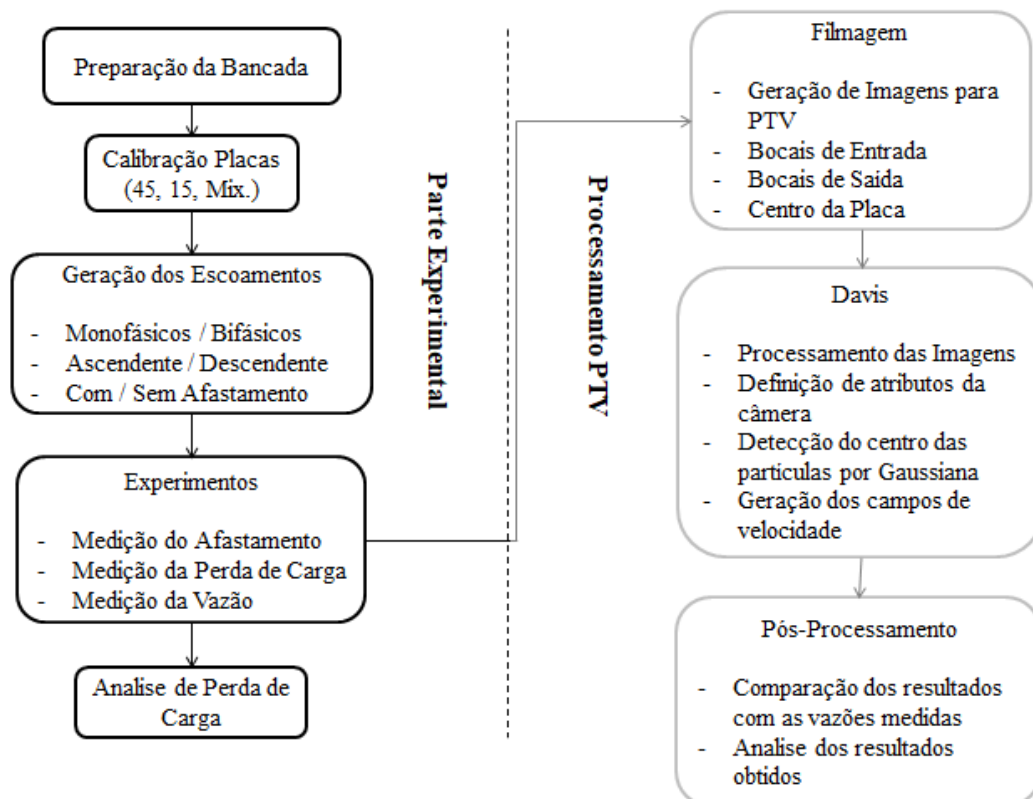 Preparação da Bancada
Calibração Placas
(45, 15, Mix.)
Geração dos Escoamentos
- Monofásicos / Bifásicos
- Ascendente / Descendente
- Com / Sem Afastamento
Experimentos
- Medição do Afastamento
- Medição da Perda de Carga
- Medição da Vazão
Analise de Perda de
Carga
Parte Experimental
Processamento PTV
Filmagem
- Geração de Imagens para
PTV
- Bocais de Entrada
- Bocais de Saída
- Centro da Placa
Davis
- Processamento das Imagens
- Definição de atributos da
câmera
- Detecção do centro das
partículas por Gaussiana
- Geração dos campos de
velocidade
Pós-Processamento
- Comparação dos resultados
com as vazões medidas
- Analise dos resultados
obtidos